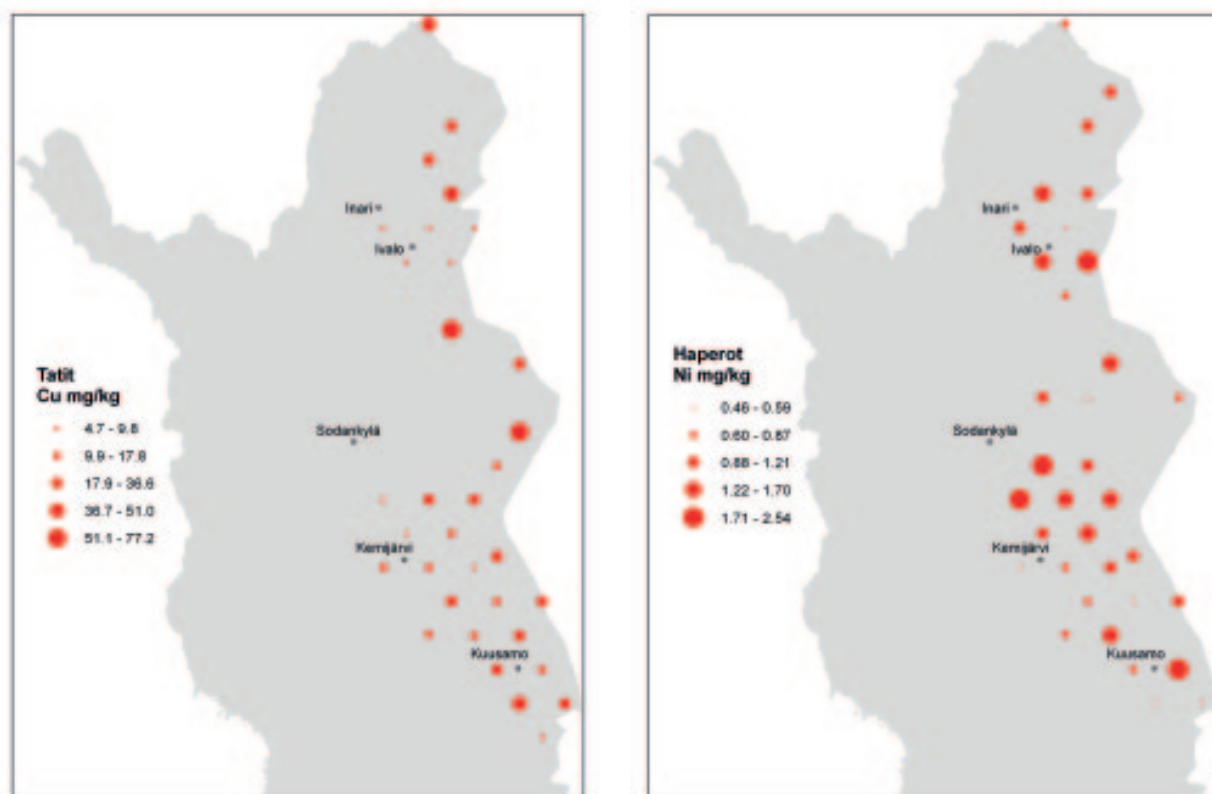 Inari
Ivalo
Tatit
Cu mg/kg
4.7 - 9.8
9.9 - 17.8
17.9 - 36.6
36.7 - 51.0
51.1 - 77.2
Sodankylä
Kemijärvi
Kuusamo
Inari
Ivalo
Haperot
Ni mg/kg
0.46 - 0.59
0.60 - 0.87
0.88 - 1.21
1.22 - 1.70
1.71 - 2.54
Sodankylä
Kemijärvi
Kuusamo